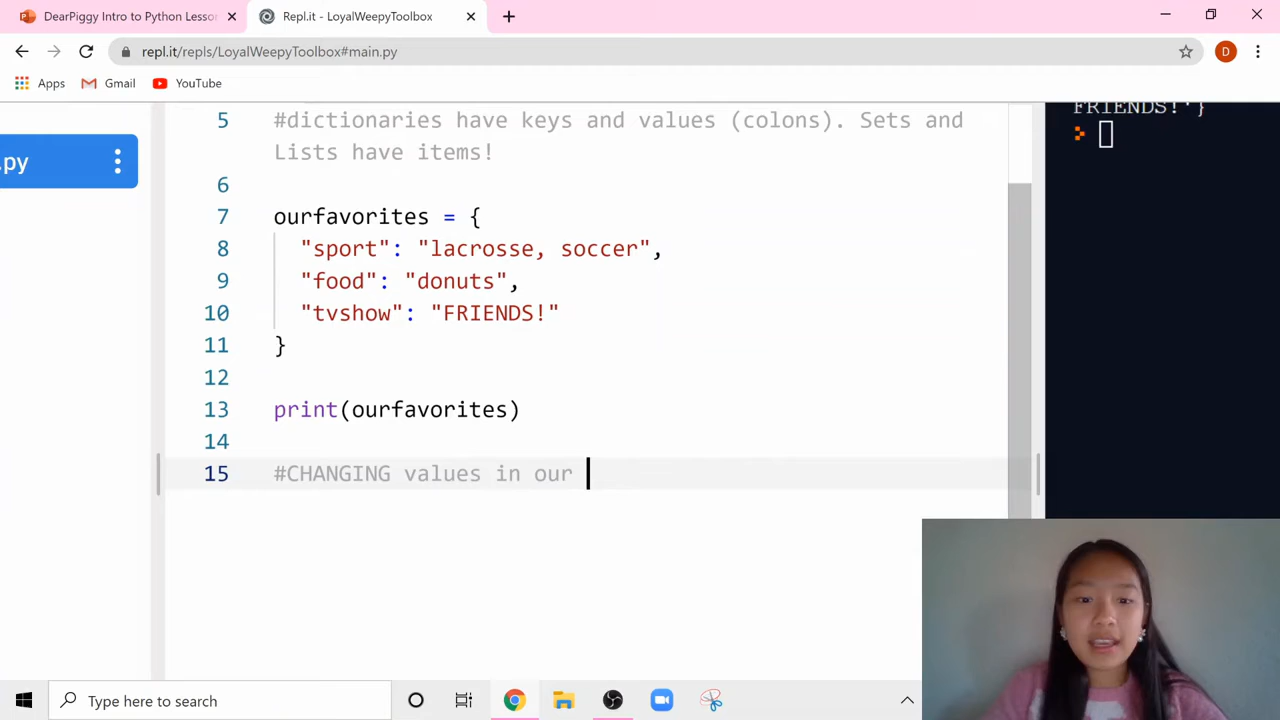 DearPiggy Intro to Python Lesso
Repl.it - LoyalWeepyToolbox
repl.it/repls/LoyalWeepyToolbox#main.py
D
Apps
Gmail
YouTube
.py
5 #dictionaries have keys and values (colons). Sets and
Lists have items!
6
7 ourfavorites = {
8 "sport": "lacrosse, soccer",
9 "food": "donuts",
10 "tvshow": "FRIENDS!"
11 }
12
13 print(ourfavorites)
14
15 #CHANGING values in our
FRIENDS!'}
Type here to search